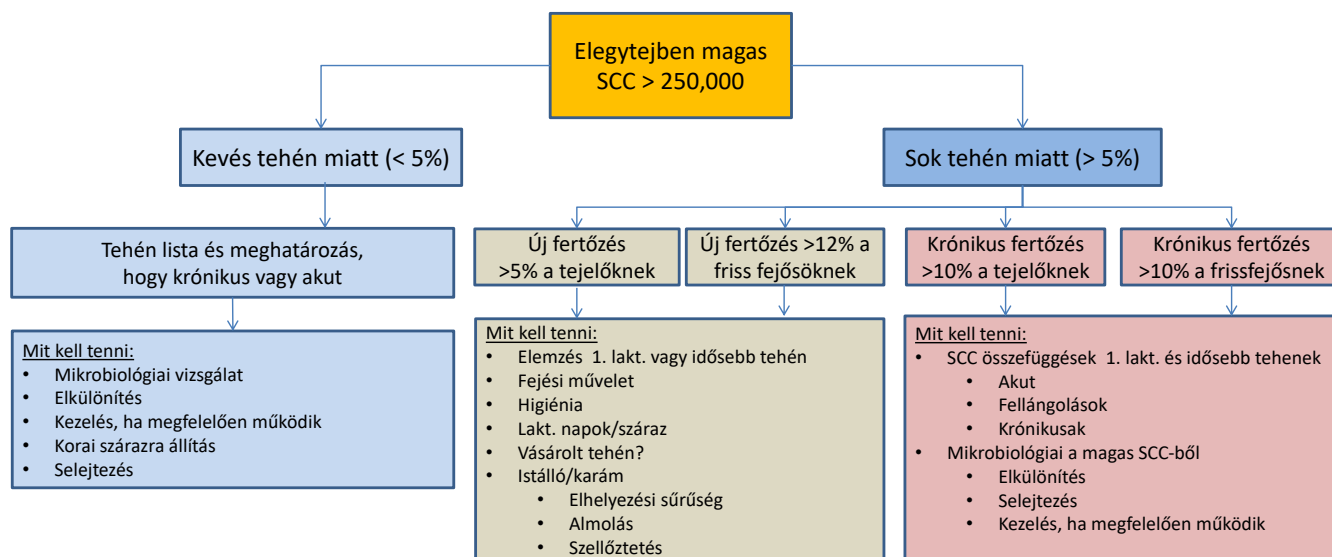 Elegytejben magas
SCC > 250,000
Kevés tehén miatt (< 5%)
Sok tehén miatt (> 5%)
Tehén lista és meghatározás,
hogy krónikus vagy akut
Új fertőzés
>5% a tejelőknek
Új fertőzés >12% a
friss fejősöknek
Krónikus fertőzés
>10% a tejelőknek
Krónikus fertőzés
>10% a frissfejősnek
Mit kell tenni:
• Mikrobiológiai vizsgálat
• Elkülönítés
• Kezelés, ha megfelelően működik
• Korai szárazra állítás
• Selejtezés
Mit kell tenni:
• Elemzés 1. lakt. vagy idősebb tehén
• Fejési művelet
• Higiénia
• Lakt. napok/száraz
• Vásárolt tehén?
• Istálló/karám
• Elhelyezési sűrűség
• Almolás
• Szellőztetés
Mit kell tenni:
• SCC összefüggések 1. lakt. és idősebb tehenek
• Akut
• Fellángolások
• Krónikusak
• Mikrobiológiai a magas SCC-ből
• Elkülönítés
• Selejtezés
• Kezelés, ha megfelelően működik